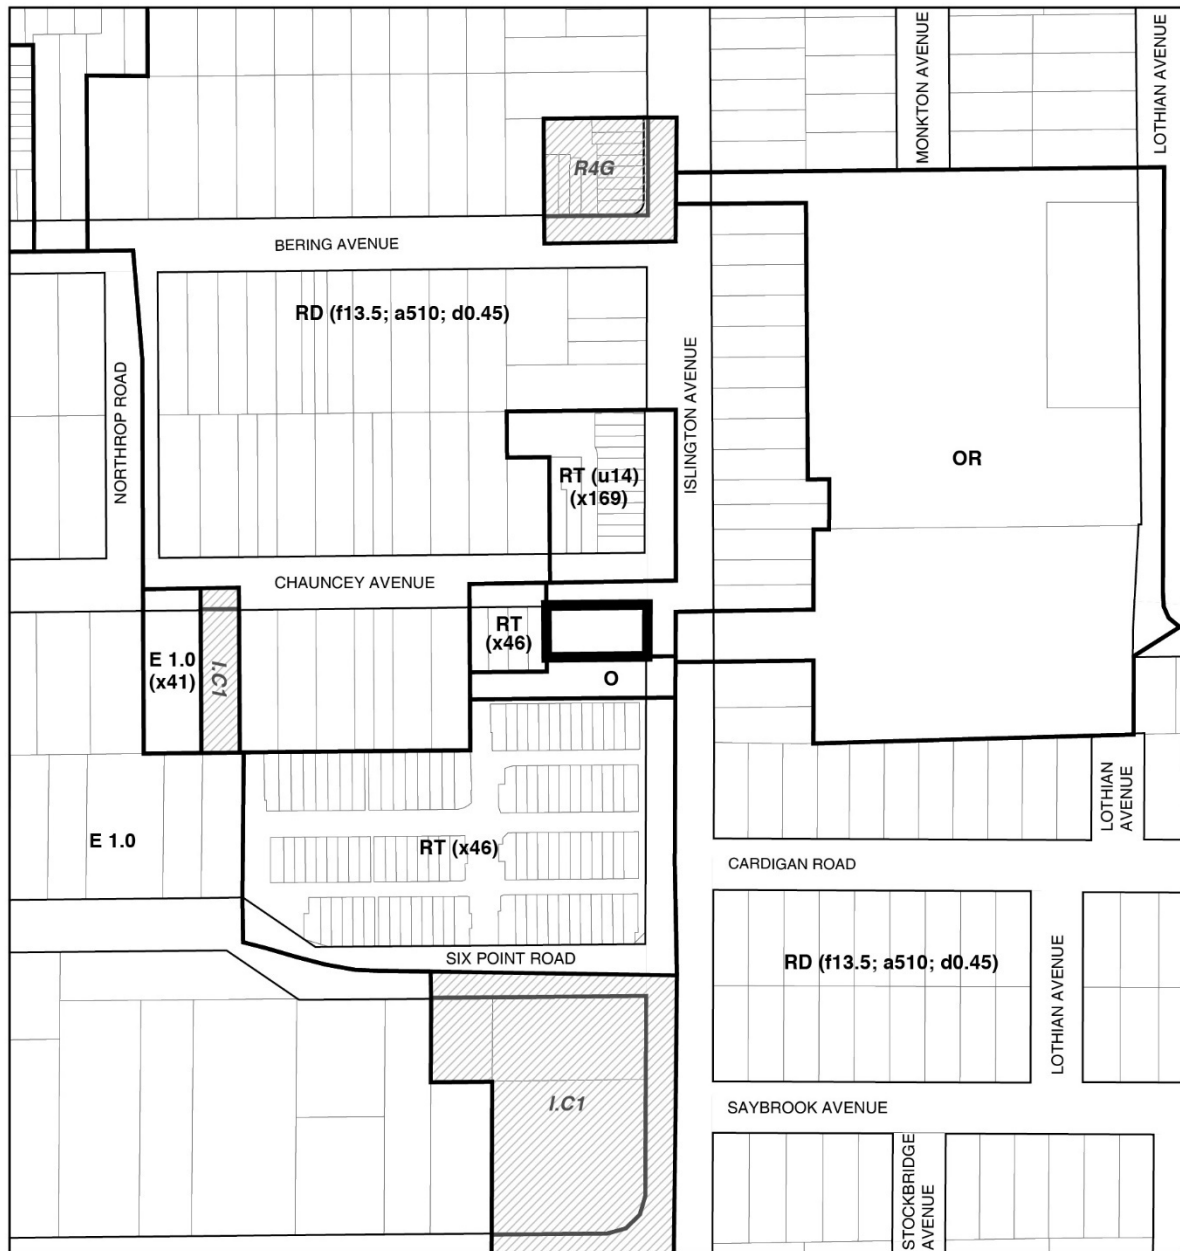 MONKTON AVENUE
LOTHIAN AVENUE
R4G
BERING AVENUE
RD (f13.5; a510; d0.45)
NORTHROP ROAD
ISLINGTON AVENUE
RT (u14)
(x169)
OR
CHAUNCEY AVENUE
RT
(x46)
E 1.0
(x41)
I.C1
O
LOTHIAN
AVENUE
E 1.0
RT (x46)
CARDIGAN ROAD
SIX POINT ROAD
RD (f13.5; a510; d0.45)
LOTHIAN AVENUE
I.C1
SAYBROOK AVENUE
STOCKBRIDGE
AVENUE